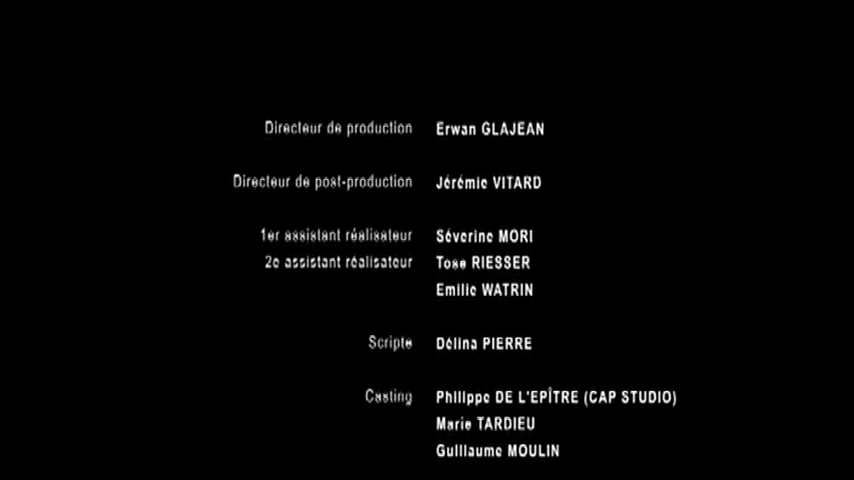 Directeur de production Erwan GLAJEAN
Directeur de post-production Jérémie VITARD
1er assistant réalisateur Séverine MORI
2e assistant réalisateur Tose RIESSER
Emilie WATRIN
Scripte Délina PIERRE
Casting Philippe DE L'EPÎTRE (CAP STUDIO)
Marie TARDIEU
Guillaume MOULIN